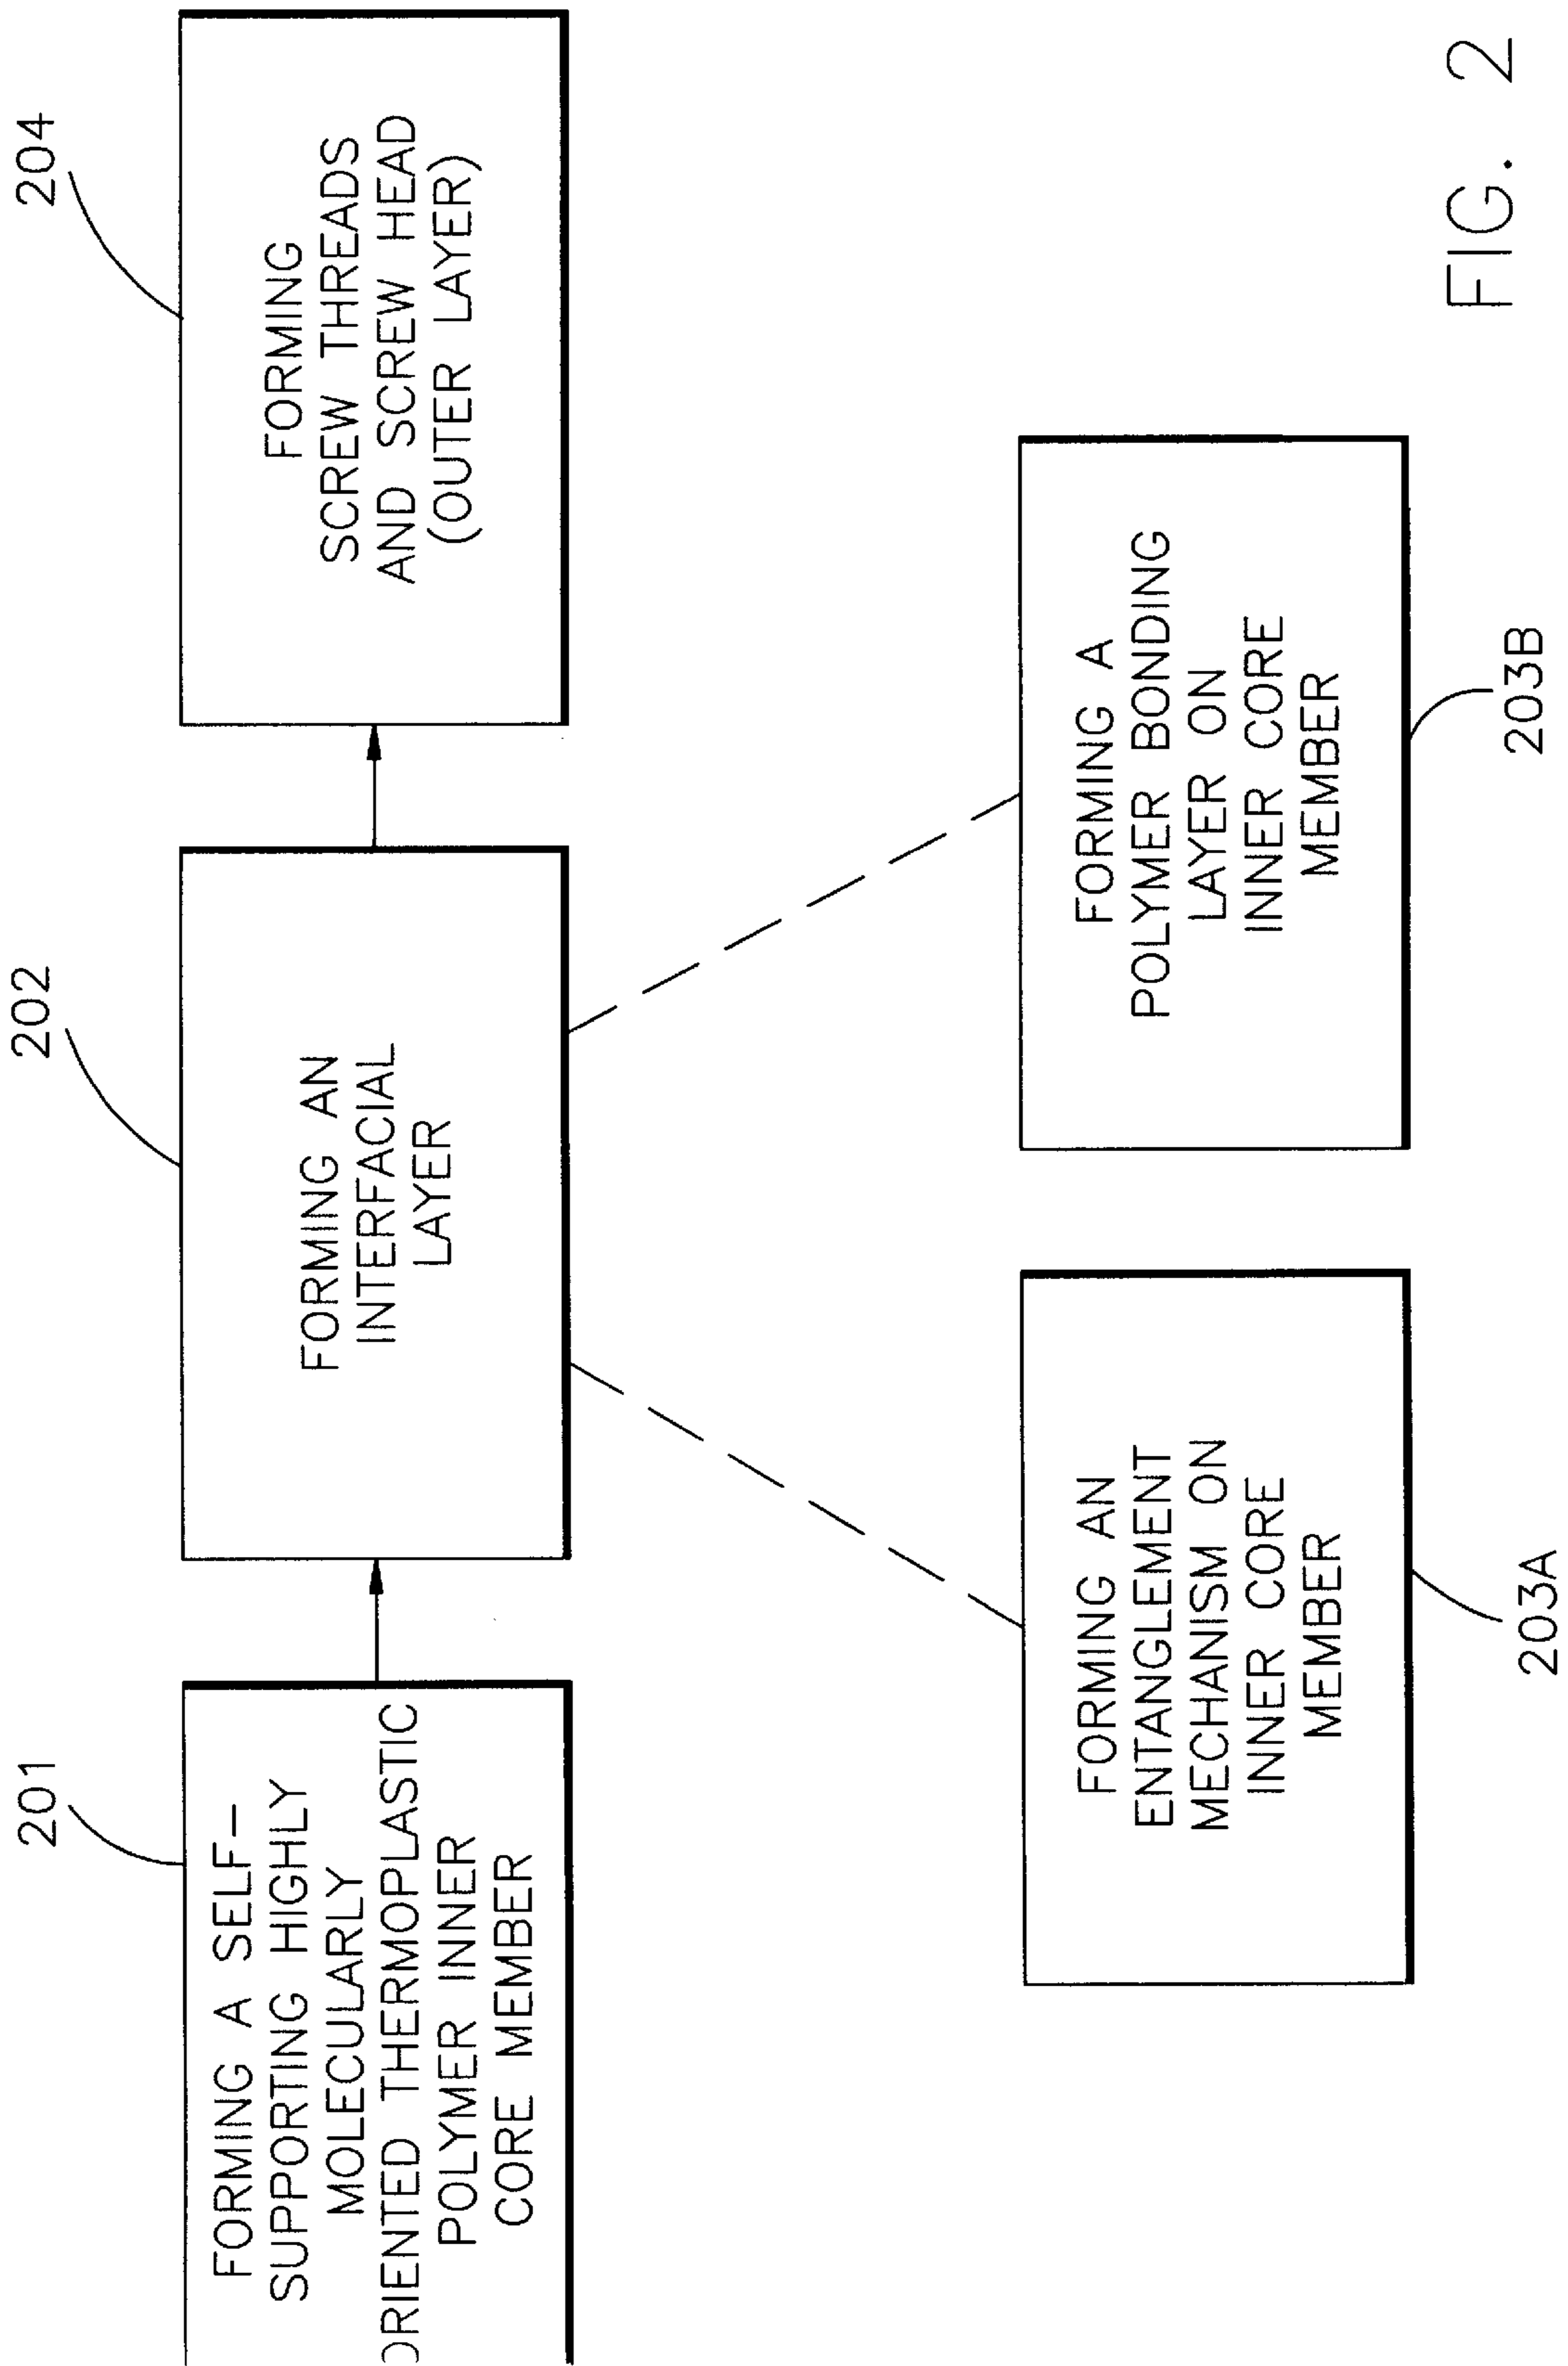 201
FORMING A SELF-
SUPPORTING HIGHLY
MOLECULARLY
ORIENTED THERMOPLASTIC
POLYMER INNER
CORE MEMBER
202
FORMING AN
INTERFACIAL
LAYER
204
FORMING
SCREW THREADS
AND SCREW HEAD
(OUTER LAYER)
FORMING AN
ENTANGLEMENT
MECHANISM ON
INNER CORE
MEMBER
203A
FORMING A
POLYMER BONDING
LAYER ON
INNER CORE
MEMBER
203B
FIG. 2